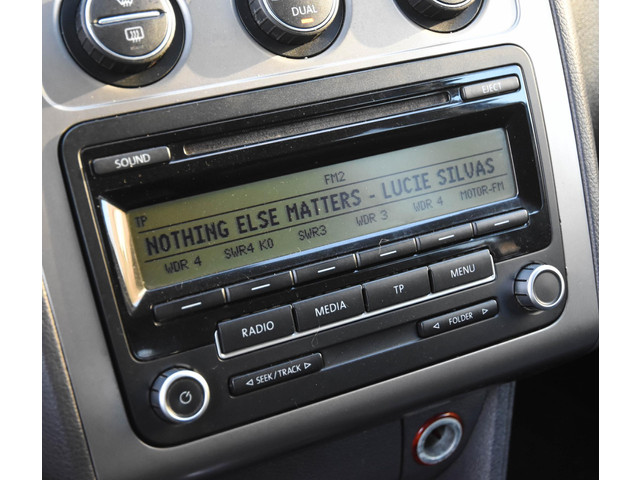 DUAL
EJECT
SOUND
FM2
TP
NOTHING ELSE MATTERS - LUCIE SILVAS
WDR 4 SWR4 KO SWR3 WDR 3 WDR 4 MOTOR-FM
RADIO MEDIA TP MENU
◁ FOLDER ▷
◁ SEEK/TRACK ▷